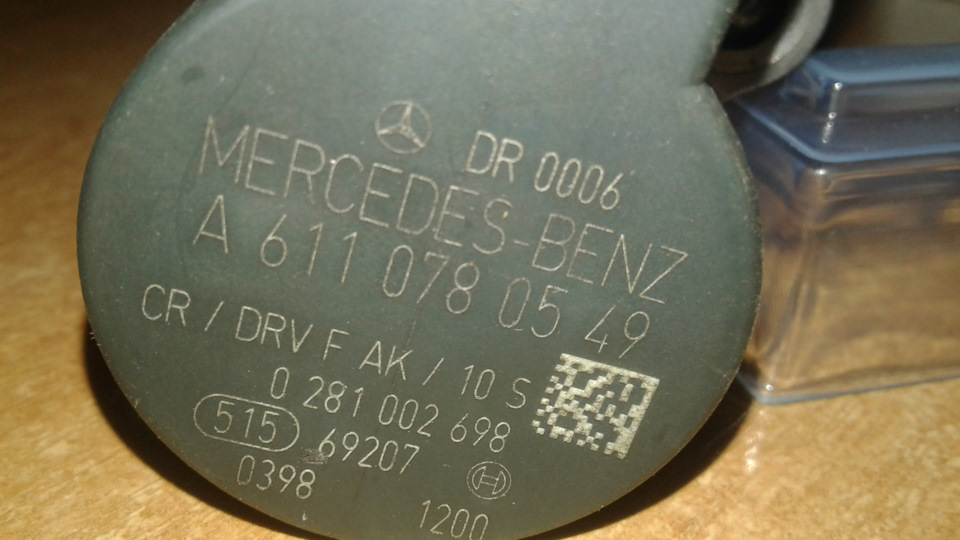 DR 0006
MERCEDES-BENZ
A 611 078 05 49
CR / DRV F AK / 10 S
0 281 002 698
515 69207
0398
1200